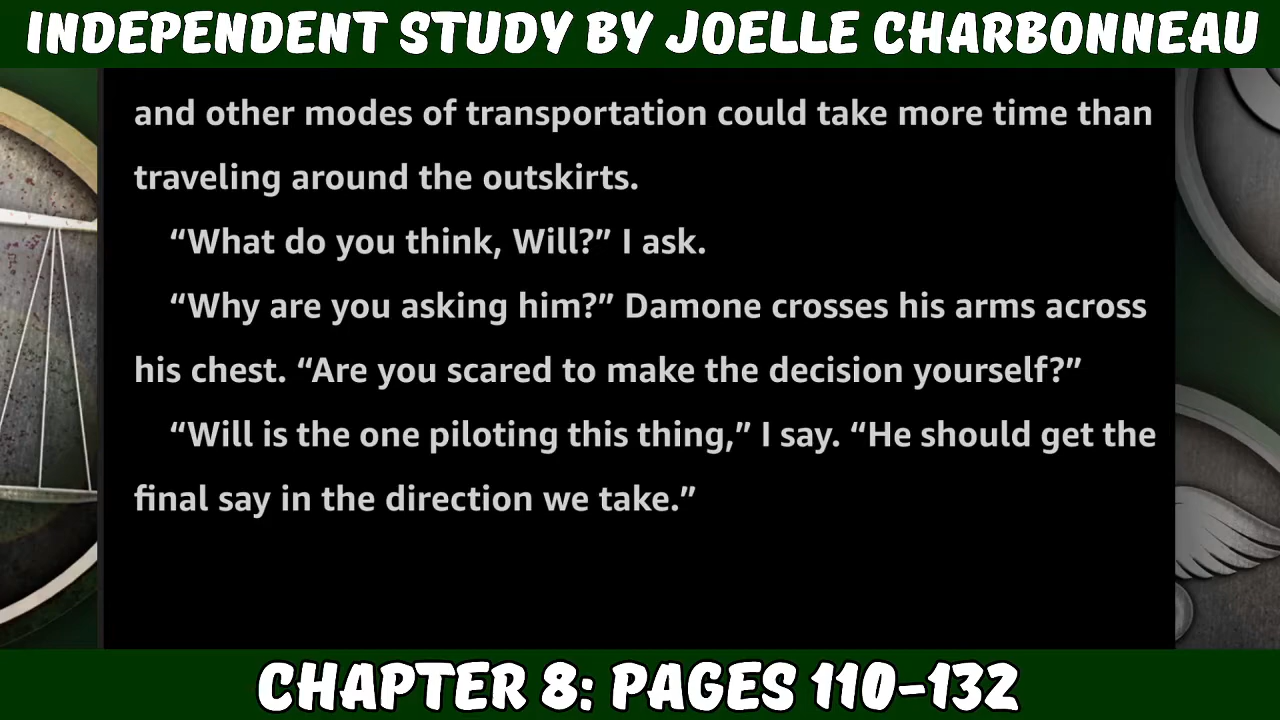 INDEPENDENT STUDY BY JOELLE CHARBONNEAU
and other modes of transportation could take more time than
traveling around the outskirts.
“What do you think, Will?” I ask.
“Why are you asking him?” Damone crosses his arms across
his chest. “Are you scared to make the decision yourself?”
“Will is the one piloting this thing,” I say. “He should get the
final say in the direction we take.”
CHAPTER 8: PAGES 110-132